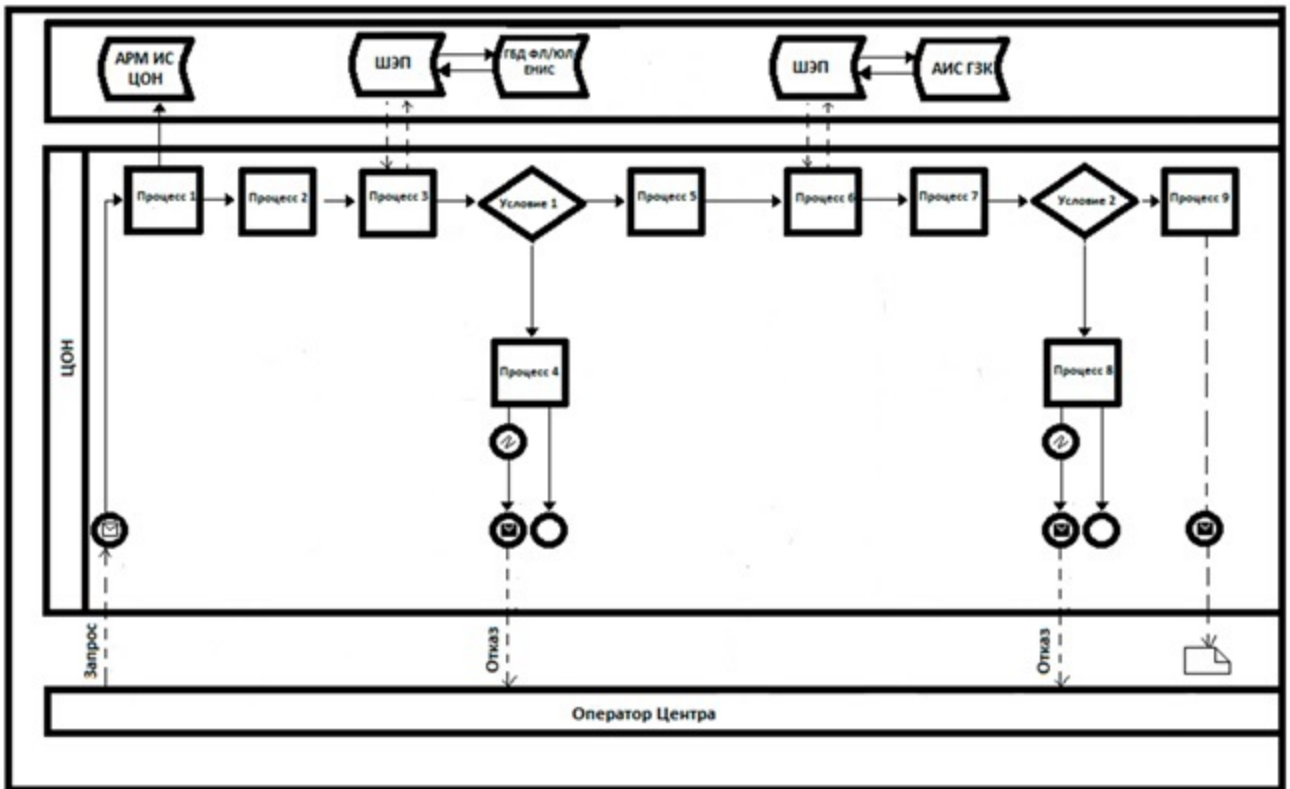 АРМ ИС
ЦОН
ШЭП
ГБД ФЛ/ЮЛ
ЕНИС
ШЭП
АИС ГЗК
ЦОН
Процесс 1
Процесс 2
Процесс 3
Условие 1
Процесс 5
Процесс 6
Процесс 7
Условие 2
Процесс 9
Процесс 4
Процесс 8
Запрос
Отказ
Отказ
Оператор Центра